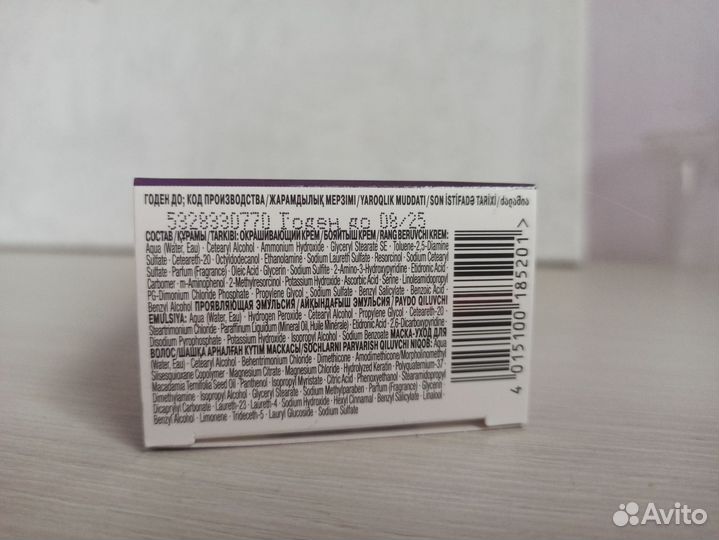 ГОДЕН ДО; КОД ПРОИЗВОДСТВА / ЖАРАМДЫЛЫҚ МЕРЗІМІ / YAROQLIK MUDDATI / SON İSTİFADƏ TARİXİ / ძალაშია
5328330770 Годен до 08/25
СОСТАВ / ҚҰРАМЫ / TARKIBI: ОКРАШИВАЮЩИЙ КРЕМ / БОЯЙТЫН КРЕМ / RANG BERUVCHI KREM:
Aqua (Water, Eau) · Cetearyl Alcohol · Ammonium Hydroxide · Glyceryl Stearate SE · Toluene-2,5-Diamine
Sulfate · Ceteareth-20 · Octyldodecanol · Ethanolamine · Sodium Laureth Sulfate · Resorcinol · Sodium Cetearyl
Sulfate · Parfum (Fragrance) · Oleic Acid · Glycerin · Sodium Sulfite · 2-Amino-3-Hydroxypyridine · Etidronic Acid ·
Carbomer · m-Aminophenol · 2-Methylresorcinol · Potassium Hydroxide · Ascorbic Acid · Serine · Linoleamidopropyl
PG-Dimonium Chloride Phosphate · Propylene Glycol · Sodium Sulfate · Benzyl Salicylate · Benzoic Acid ·
Benzyl Alcohol ПРОЯВЛЯЮЩАЯ ЭМУЛЬСИЯ / АЙҚЫНДАҒЫШ ЭМУЛЬСИЯ / PAYDO QILUVCHI
EMULSIYA: Aqua (Water, Eau) · Hydrogen Peroxide · Cetearyl Alcohol · Propylene Glycol · Ceteareth-20 ·
Steartrimonium Chloride · Paraffinum Liquidum (Mineral Oil, Huile Minérale) · Etidronic Acid · 2,6-Dicarboxypyridine ·
Disodium Pyrophosphate · Potassium Hydroxide · Isopropyl Alcohol · Sodium Benzoate МАСКА-УХОД ДЛЯ
ВОЛОС / ШАШҚА АРНАЛҒАН КҮТІМ МАСКАСЫ / SOCHLARNI PARVARISH QILUVCHI NIQOB: Aqua
(Water, Eau) · Cetearyl Alcohol · Behentrimonium Chloride · Dimethicone · Amodimethicone/Morpholinomethyl
Silsesquioxane Copolymer · Magnesium Citrate · Magnesium Chloride · Hydrolyzed Keratin · Polyquaternium-37 ·
Macadamia Ternifolia Seed Oil · Panthenol · Isopropyl Myristate · Citric Acid · Phenoxyethanol · Stearamidopropyl
Dimethylamine · Isopropyl Alcohol · Glyceryl Stearate · Sodium Methylparaben · Parfum (Fragrance) · Glycerin ·
Dicaprylyl Carbonate · Laureth-23 · Laureth-4 · Sodium Hydroxide · Hexyl Cinnamal · Benzyl Salicylate · Linalool ·
Benzyl Alcohol · Limonene · Trideceth-5 · Lauryl Glucoside · Sodium Sulfate
4 015100 185201 >
Avito